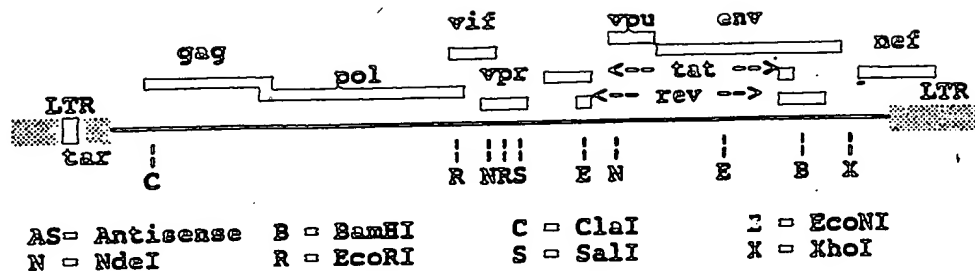 vif
vpu
env
gag
pol
vpr
<-- tat -->
nef
<-- rev -->
LTR
LTR
tar
C
R
N
R
S
E
N
E
B
X
AS = Antisense
B = BamHI
C = ClaI
E = EcoNI
N = NdeI
R = EcoRI
S = SalI
X = XhoI